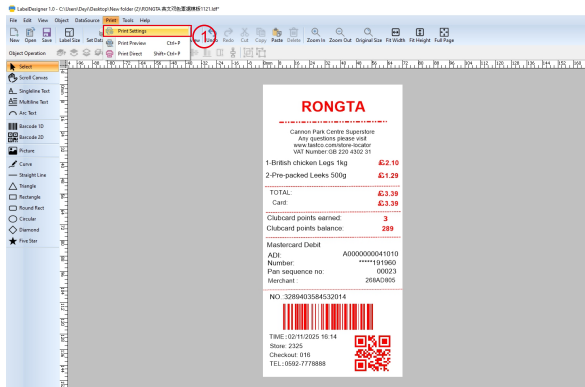 LabelDesigner 1.0 - C:\Users\Day\Desktop\New folder (2)\RONGTA
File Edit View Object DataSource Print Tools Help
New Open Save Label Size Set Undo Redo Cut Copy Paste Delete Zoom In Zoom Out Original Size Fit Width Fit Height Full Page
Print Settings
Print Preview Ctrl+P
Print Direct Shift+Ctrl+P
1
Object Operation
Select
Scroll Canvas
Singleline Text
Multiline Text
Arc Text
Barcode 1D
Barcode 2D
Picture
Curve
Straight Line
Triangle
Rectangle
Round Rect
Circular
Diamond
Five Star
RONGTA
Cannon Park Centre Superstore
Any questions please visit
www.tastco.com/store-locator
VAT Number:GB 220 4302 31
1-British chicken Legs 1kg £2.10
2-Pre-packed Leeks 500g £1.29
TOTAL: £3.39
Card: £3.39
Clubcard points earned: 3
Clubcard points balance: 289
Mastercard Debit
ADI: A0000000041010
Number: *****191960
Pan sequence no: 00023
Merchant : 268AD805
NO.:3289403584532014
TIME:02/11/2025 16:14
Store: 2325
Checkout: 016
TEL:0592-7778888